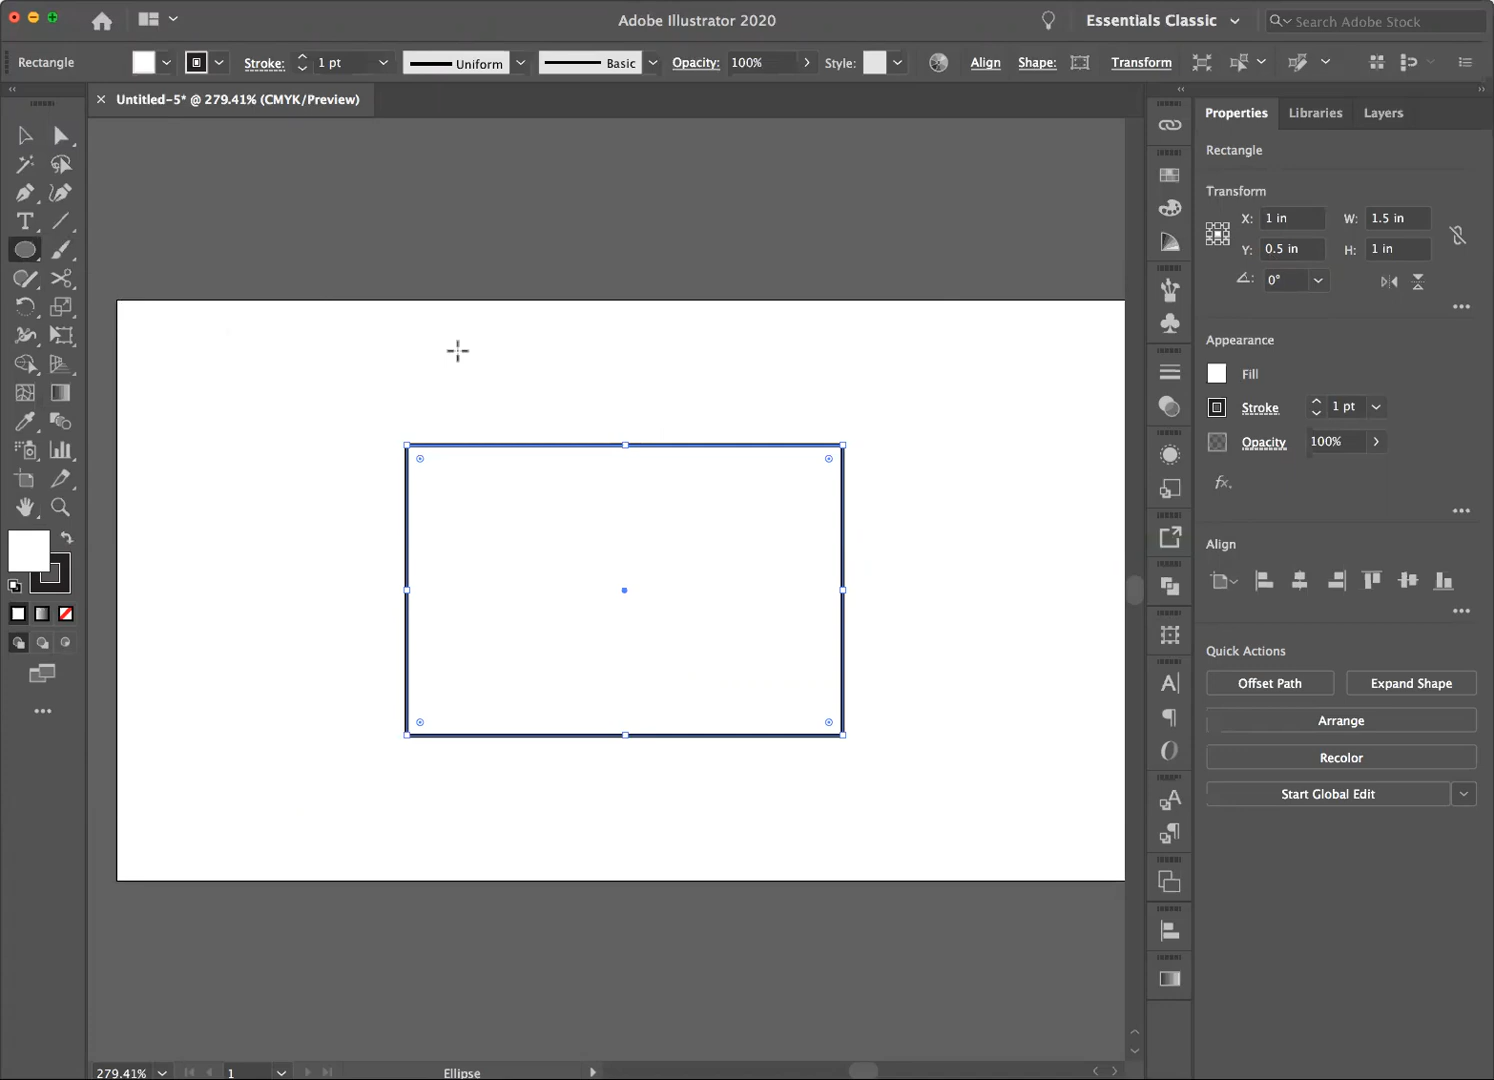 Adobe Illustrator 2020
Essentials Classic
Search Adobe Stock
Rectangle
Stroke:
1 pt
Uniform
Basic
Opacity:
100%
Style:
Align
Shape:
Transform
Untitled-5* @ 279.41% (CMYK/Preview)
Properties
Libraries
Layers
Rectangle
Transform
X:
1 in
W:
1.5 in
Y:
0.5 in
H:
1 in
0°
Appearance
Fill
Stroke
1 pt
Opacity
100%
fx.
Align
Quick Actions
Offset Path
Expand Shape
Arrange
Recolor
Start Global Edit
279.41%
1
Ellipse